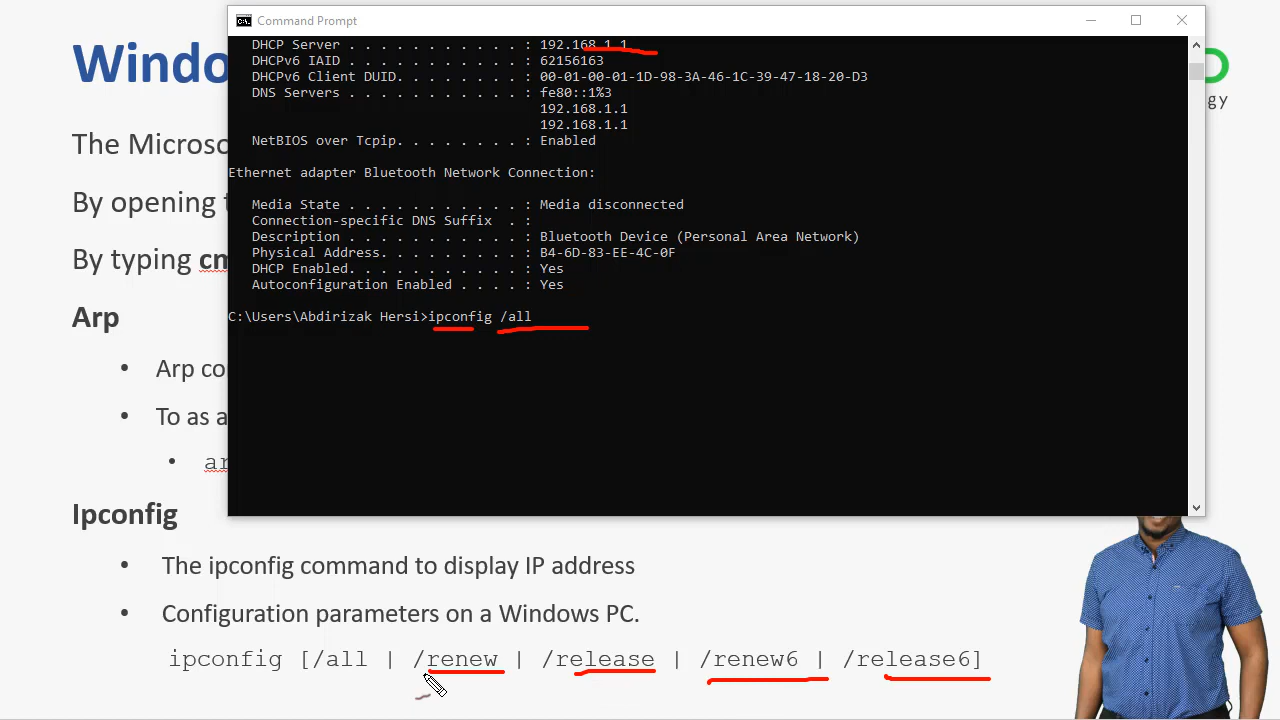 Command Prompt
Windo
DHCP Server . . . . . . . . . . . : 192.168.1.1
DHCPv6 IAID . . . . . . . . . . . : 62156163
DHCPv6 Client DUID. . . . . . . . : 00-01-00-01-1D-98-3A-46-1C-39-47-18-20-D3
DNS Servers . . . . . . . . . . . : fe80::1%3
192.168.1.1
192.168.1.1
NetBIOS over Tcpip. . . . . . . . : Enabled
Ethernet adapter Bluetooth Network Connection:
Media State . . . . . . . . . . . : Media disconnected
Connection-specific DNS Suffix  . :
Description . . . . . . . . . . . : Bluetooth Device (Personal Area Network)
Physical Address. . . . . . . . . : B4-6D-83-EE-4C-0F
DHCP Enabled. . . . . . . . . . . : Yes
Autoconfiguration Enabled . . . . : Yes
C:\Users\Abdirizak Hersi>ipconfig /all
gy
The Microso
By opening
By typing cm
Arp
• Arp co
• To as a
• ar
Ipconfig
• The ipconfig command to display IP address
• Configuration parameters on a Windows PC.
ipconfig [/all | /renew | /release | /renew6 | /release6]